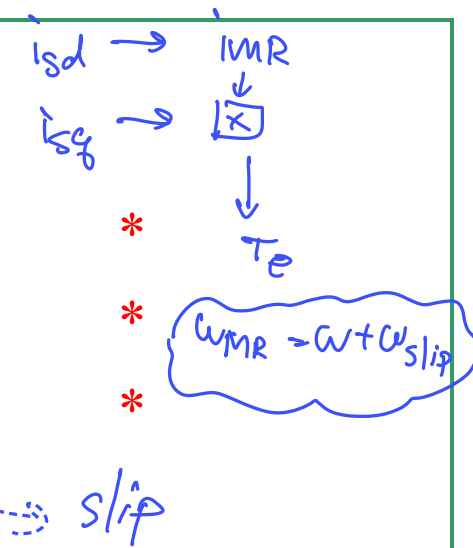 isd → imR
↓
isq → [X]
↓
*
Te
*
ωmR = ω + ωslip
*
⇢ slip